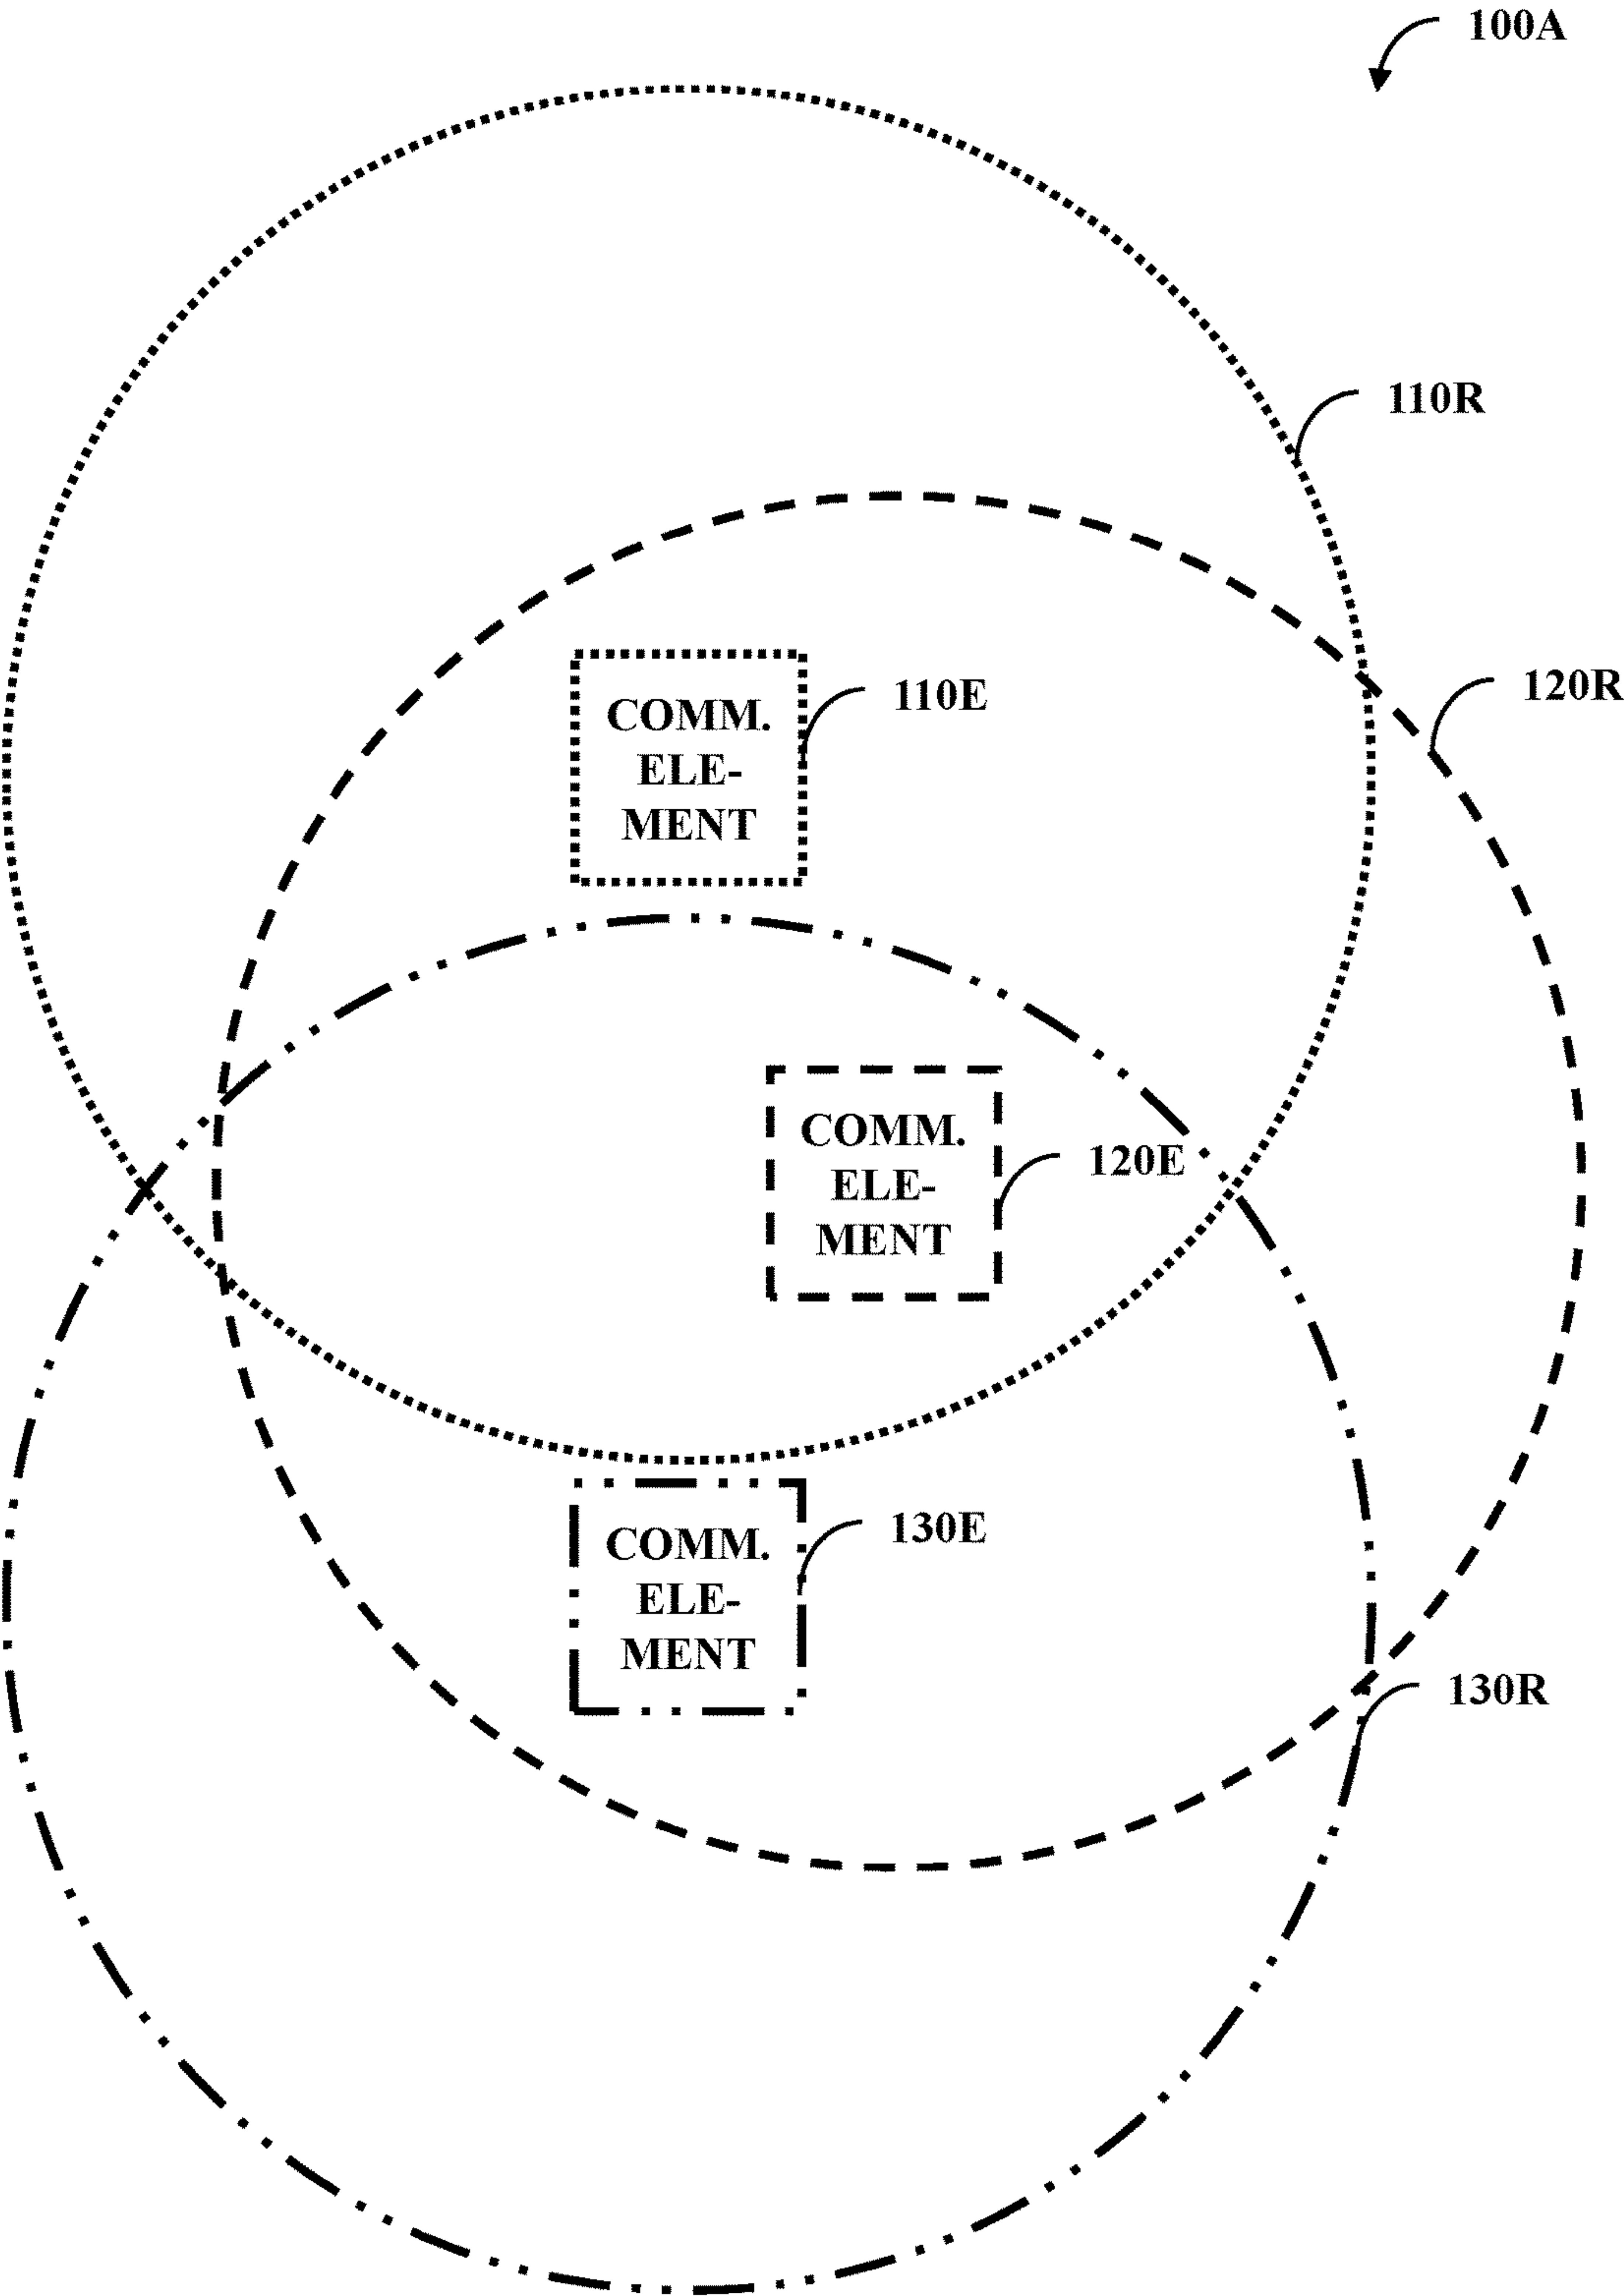 100A
110R
120R
110E
COMM.
ELE-
MENT
120E
COMM.
ELE-
MENT
130E
COMM.
ELE-
MENT
130R